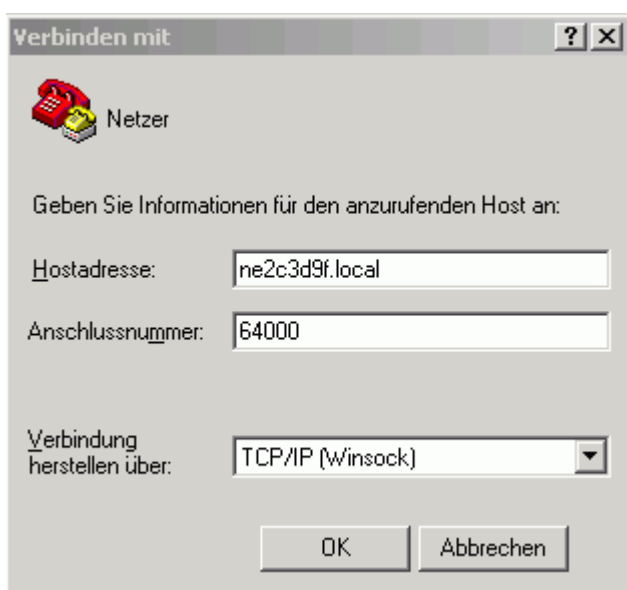 Verbinden mit
Netzer
Geben Sie Informationen für den anzurufenden Host an:
Hostadresse: ne2c3d9f.local
Anschlussnummer: 64000
Verbindung
herstellen über: TCP/IP (Winsock)
OK Abbrechen